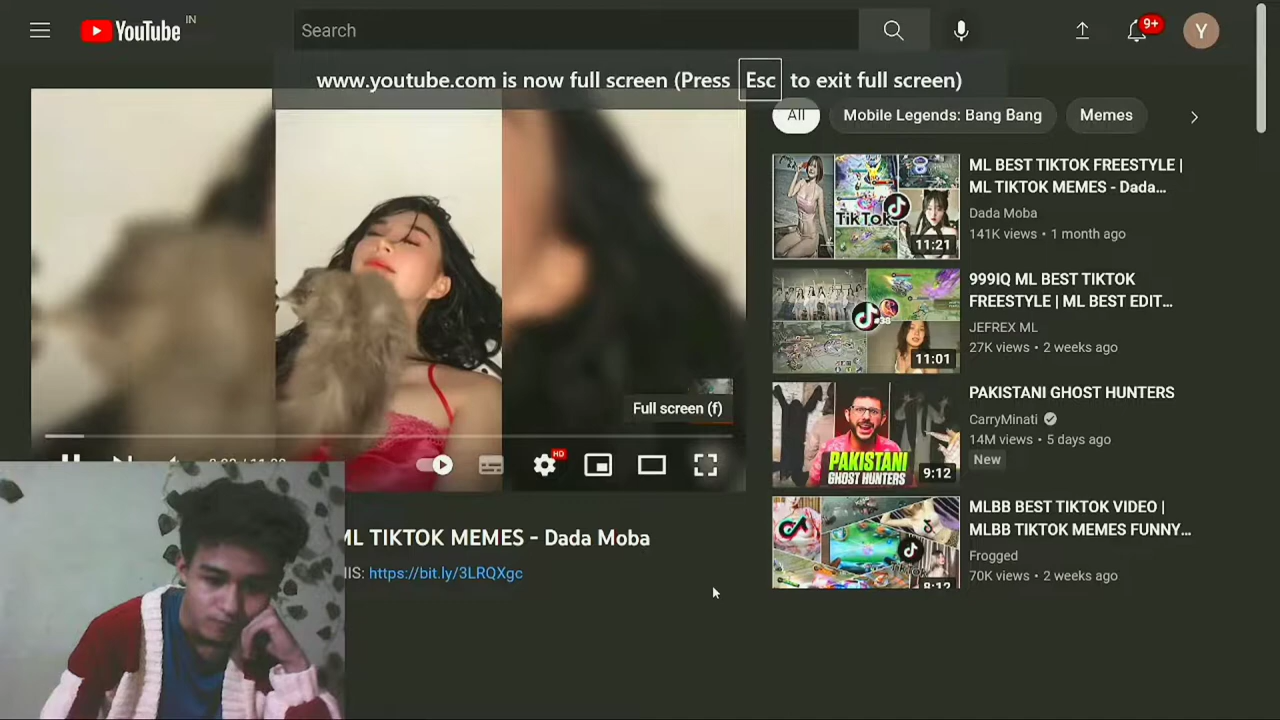 YouTube IN
Search
9+
Y
www.youtube.com is now full screen (Press Esc to exit full screen)
All
Mobile Legends: Bang Bang
Memes
ML BEST TIKTOK FREESTYLE |
ML TIKTOK MEMES - Dada...
Dada Moba
141K views • 1 month ago
TikTok
11:21
999IQ ML BEST TIKTOK
FREESTYLE | ML BEST EDIT...
JEFREX ML
27K views • 2 weeks ago
#38
11:01
PAKISTANI GHOST HUNTERS
CarryMinati
14M views • 5 days ago
New
PAKISTANI
GHOST HUNTERS
9:12
MLBB BEST TIKTOK VIDEO |
MLBB TIKTOK MEMES FUNNY...
Frogged
70K views • 2 weeks ago
8:12
Full screen (f)
HD
ML TIKTOK MEMES - Dada Moba
IIS: https://bit.ly/3LRQXgc